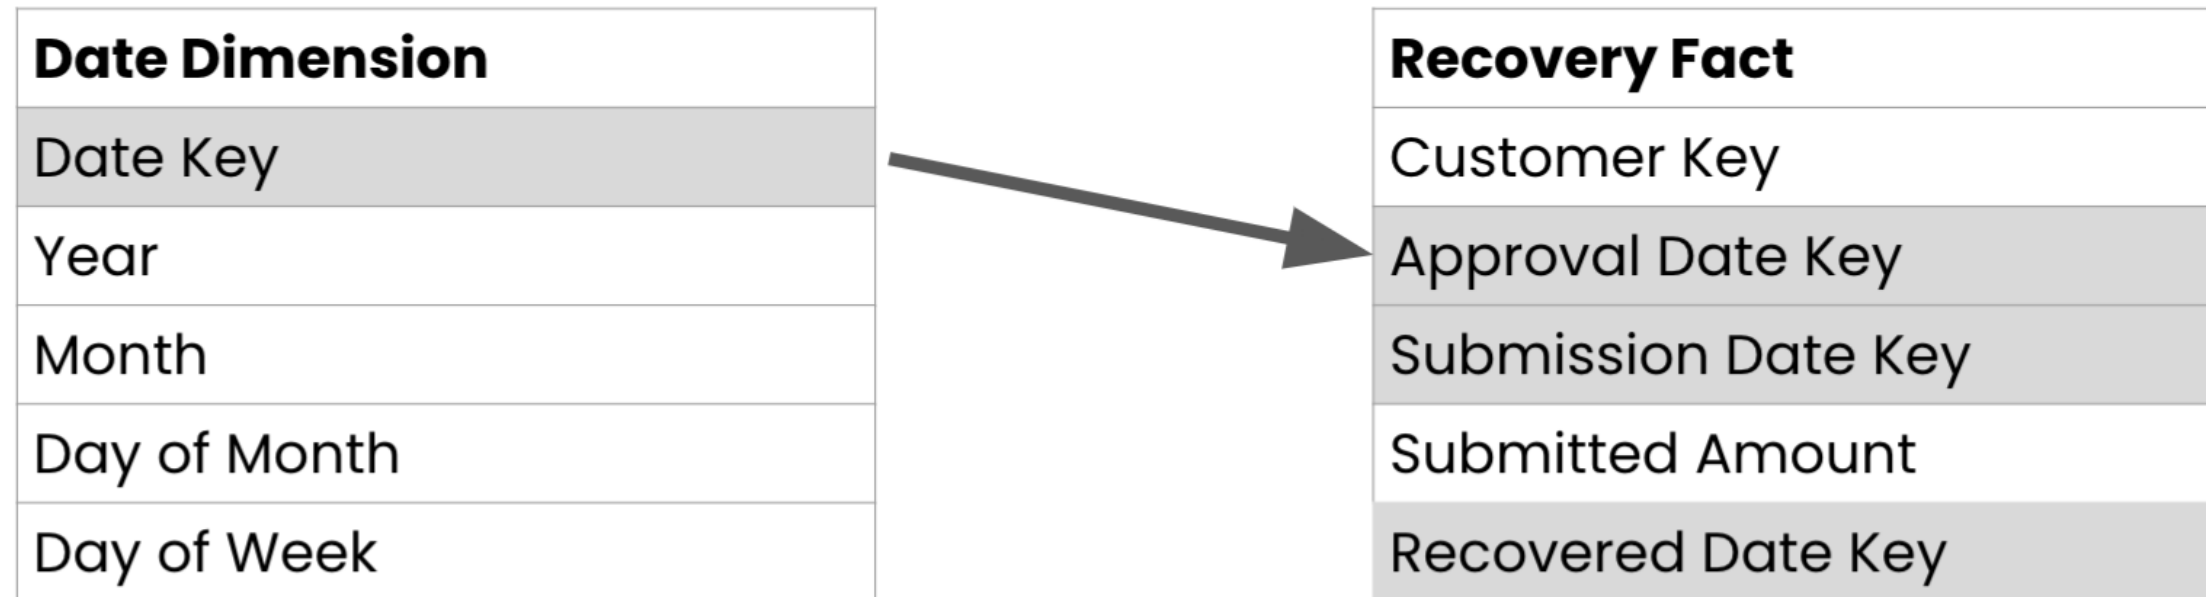 Date Dimension
Date Key
Year
Month
Day of Month
Day of Week
Recovery Fact
Customer Key
Approval Date Key
Submission Date Key
Submitted Amount
Recovered Date Key